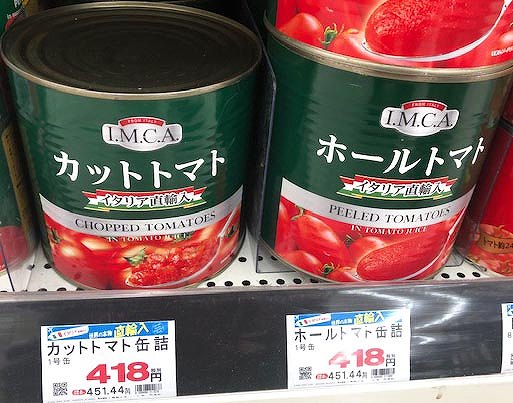 FROM ITALY
I.M.C.A.
カットトマト
イタリア直輸入
CHOPPED TOMATOES
IN TOMATO JUICE
FROM ITALY
I.M.C.A.
ホールトマト
イタリア直輸入
PEELED TOMATOES
IN TOMATO JUICE
直輸入
カットトマト缶詰
1号缶
418円
451.44円
直輸入
ホールトマト缶詰
1号缶
418円
451.44円